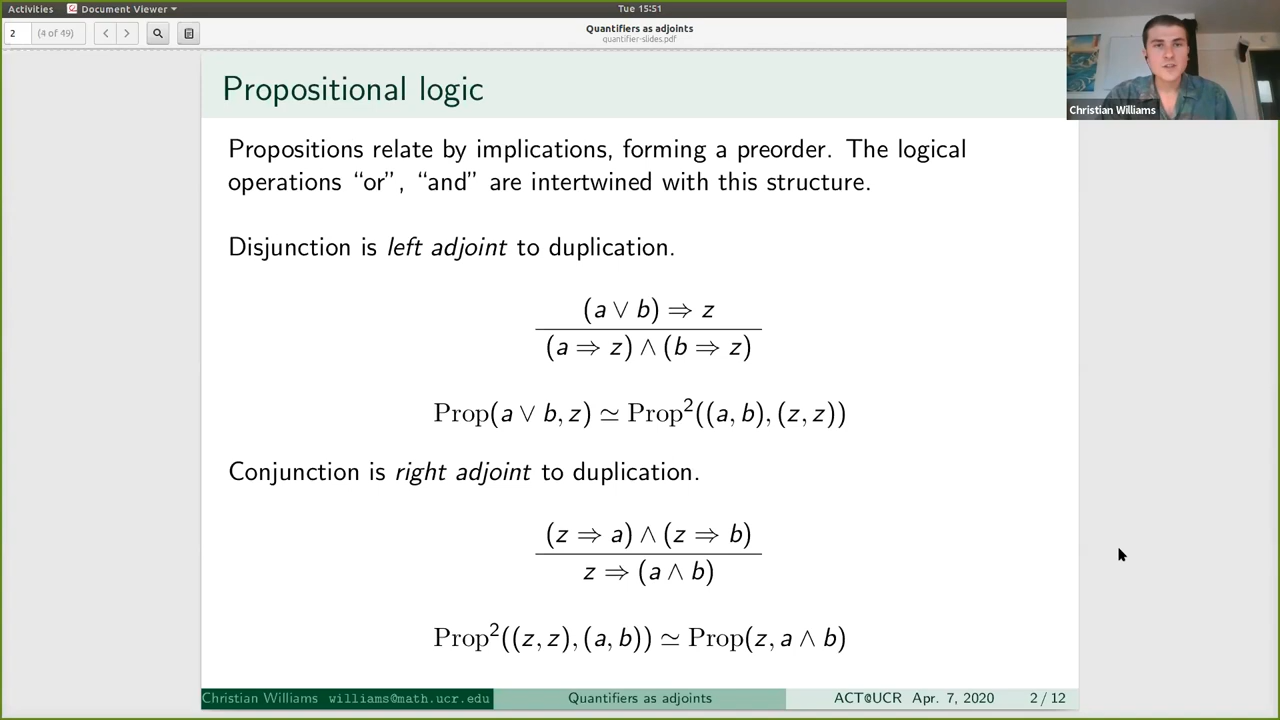 Activities Document Viewer Tue 15:51
2 (4 of 49) Quantifiers as adjoints
quantifier-slides.pdf
Christian Williams
Propositional logic
Propositions relate by implications, forming a preorder. The logical
operations “or”, “and” are intertwined with this structure.
Disjunction is left adjoint to duplication.
(a ∨ b) ⇒ z
(a ⇒ z) ∧ (b ⇒ z)
Prop(a ∨ b, z) ≃ Prop²((a, b), (z, z))
Conjunction is right adjoint to duplication.
(z ⇒ a) ∧ (z ⇒ b)
z ⇒ (a ∧ b)
Prop²((z, z), (a, b)) ≃ Prop(z, a ∧ b)
Christian Williams williams@math.ucr.edu Quantifiers as adjoints ACT@UCR Apr. 7, 2020 2 / 12